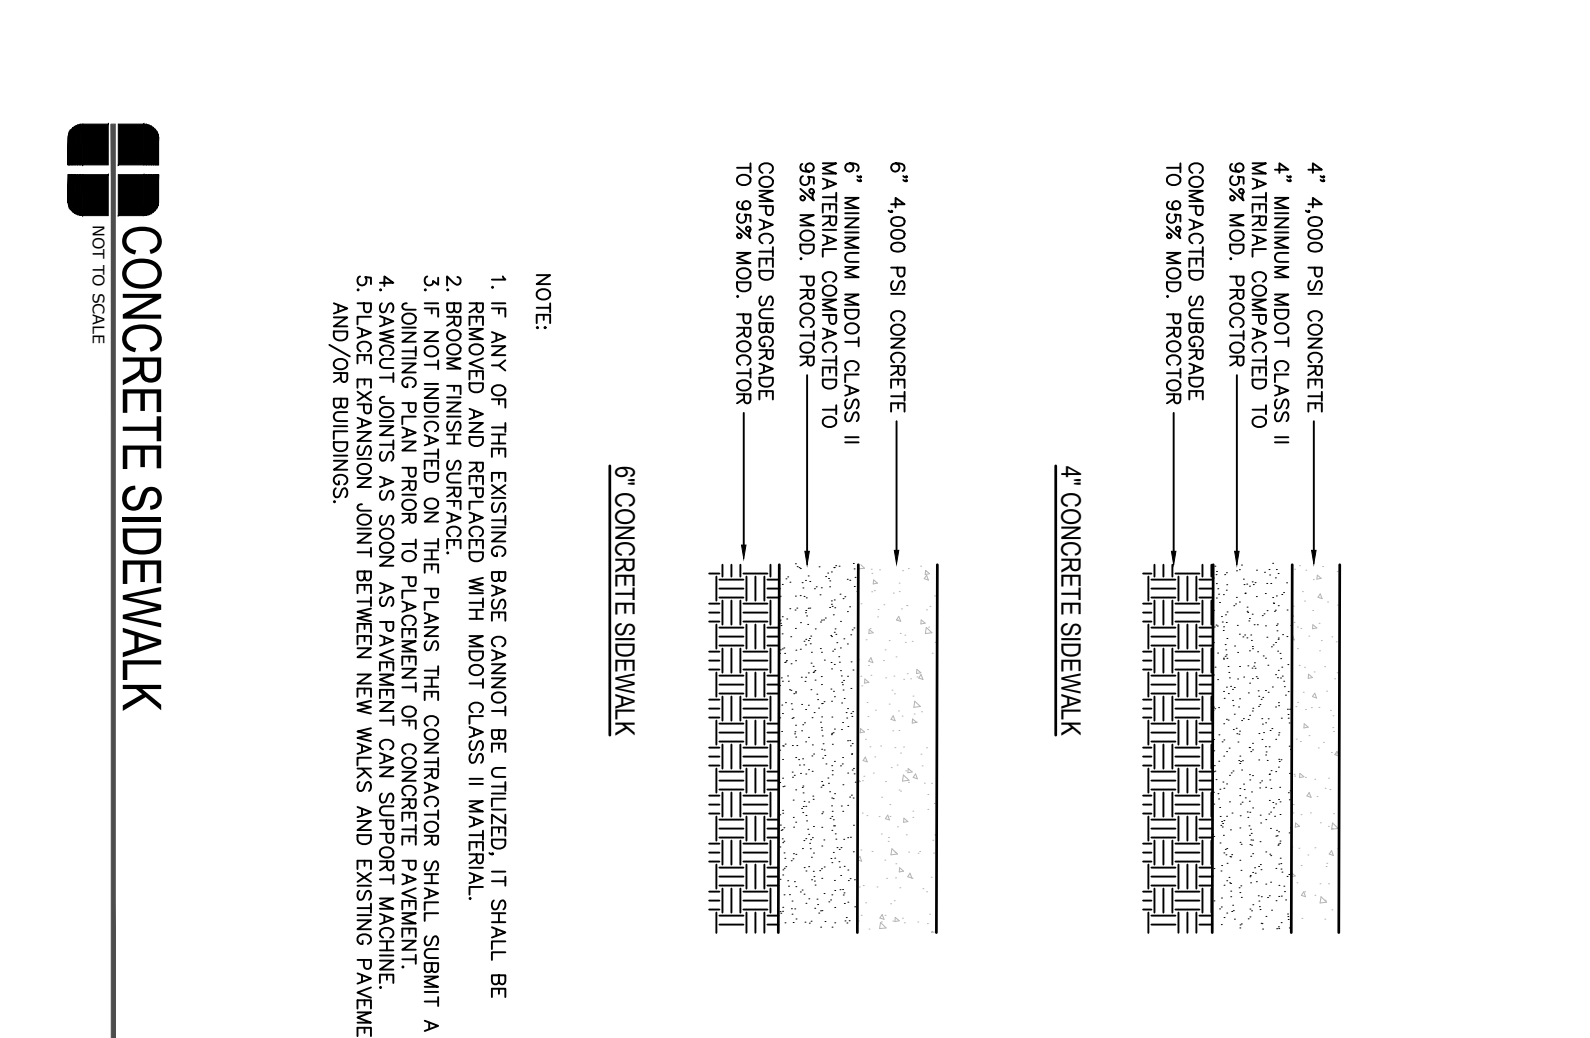 4" 4,000 PSI CONCRETE
4" MINIMUM MDOT CLASS II
MATERIAL COMPACTED TO
95% MOD. PROCTOR
COMPACTED SUBGRADE
TO 95% MOD. PROCTOR
4" CONCRETE SIDEWALK
6" 4,000 PSI CONCRETE
6" MINIMUM MDOT CLASS II
MATERIAL COMPACTED TO
95% MOD. PROCTOR
COMPACTED SUBGRADE
TO 95% MOD. PROCTOR
6" CONCRETE SIDEWALK
NOTE:
1. IF ANY OF THE EXISTING BASE CANNOT BE UTILIZED, IT SHALL BE
REMOVED AND REPLACED WITH MDOT CLASS II MATERIAL.
2. BROOM FINISH SURFACE.
3. IF NOT INDICATED ON THE PLANS THE CONTRACTOR SHALL SUBMIT A
JOINTING PLAN PRIOR TO PLACEMENT OF CONCRETE PAVEMENT.
4. SAWCUT JOINTS AS SOON AS PAVEMENT CAN SUPPORT MACHINE.
5. PLACE EXPANSION JOINT BETWEEN NEW WALKS AND EXISTING PAVEME
AND/OR BUILDINGS.
CONCRETE SIDEWALK
NOT TO SCALE